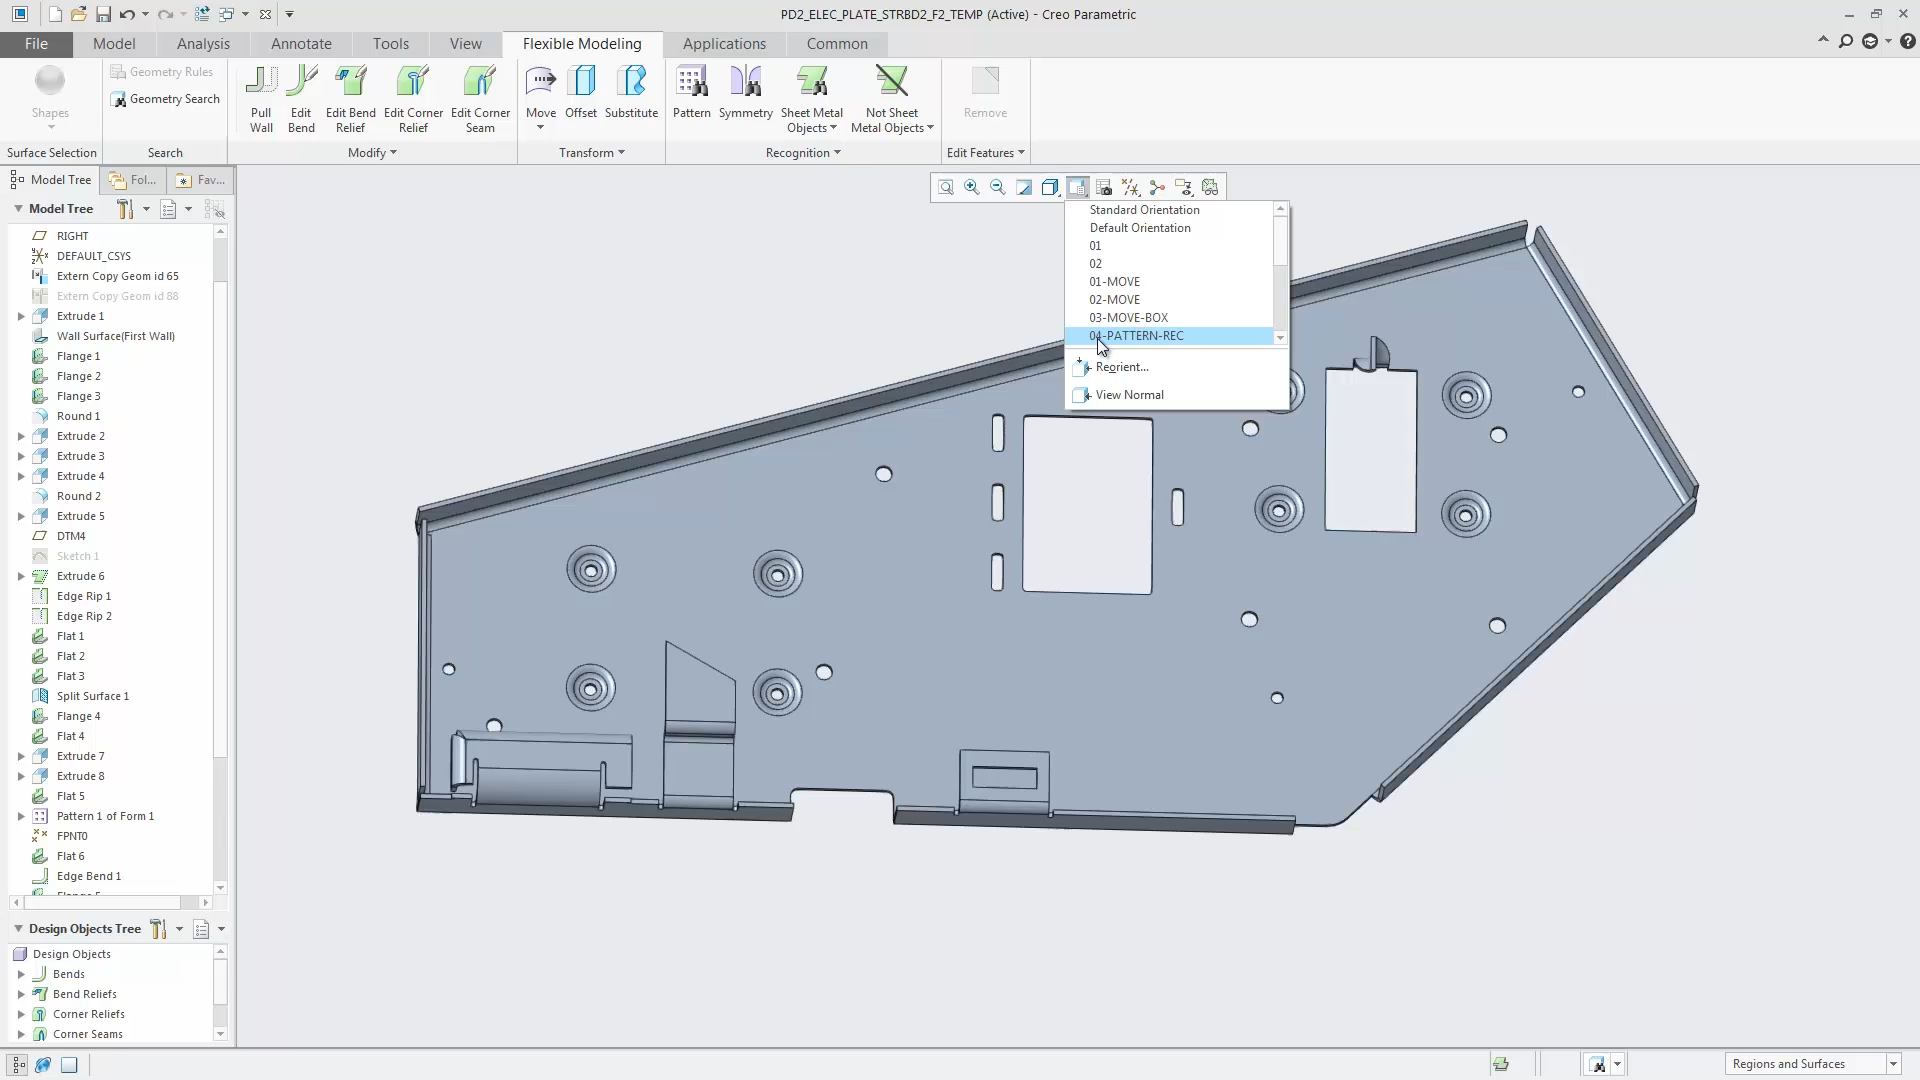 PD2_ELEC_PLATE_STRBD2_F2_TEMP (Active) - Creo Parametric
File
Model
Analysis
Annotate
Tools
View
Flexible Modeling
Applications
Common
Shapes
Geometry Rules
Geometry Search
Pull Wall
Edit Bend
Edit Bend Relief
Edit Corner Relief
Edit Corner Seam
Move
Offset
Substitute
Pattern
Symmetry
Sheet Metal Objects
Not Sheet Metal Objects
Remove
Surface Selection
Search
Modify
Transform
Recognition
Edit Features
Model Tree
Fol...
Fav...
Model Tree
RIGHT
DEFAULT_CSYS
Extern Copy Geom id 65
Extern Copy Geom id 88
Extrude 1
Wall Surface(First Wall)
Flange 1
Flange 2
Flange 3
Round 1
Extrude 2
Extrude 3
Extrude 4
Round 2
Extrude 5
DTM4
Sketch 1
Extrude 6
Edge Rip 1
Edge Rip 2
Flat 1
Flat 2
Flat 3
Split Surface 1
Flange 4
Flat 4
Extrude 7
Extrude 8
Flat 5
Pattern 1 of Form 1
FPNT0
Flat 6
Edge Bend 1
Design Objects Tree
Design Objects
Bends
Bend Reliefs
Corner Reliefs
Corner Seams
Standard Orientation
Default Orientation
01
02
01-MOVE
02-MOVE
03-MOVE-BOX
04-PATTERN-REC
Reorient...
View Normal
Regions and Surfaces